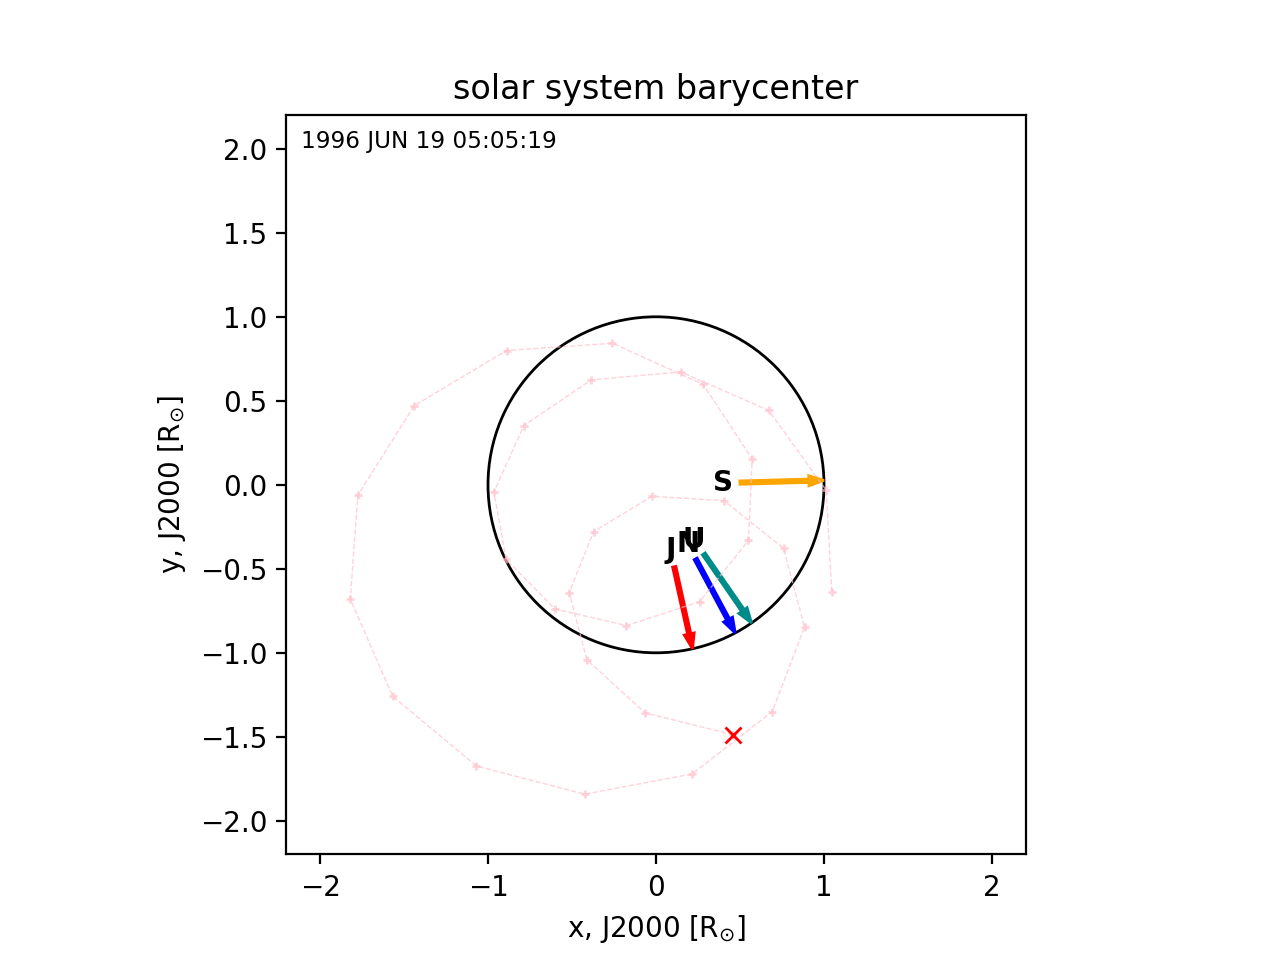 solar system barycenter
1996 JUN 19 05:05:19
2.0
1.5
1.0
0.5
0.0
−0.5
−1.0
−1.5
−2.0
y, J2000 [R☉]
S
J N U
−2 −1 0 1 2
x, J2000 [R☉]